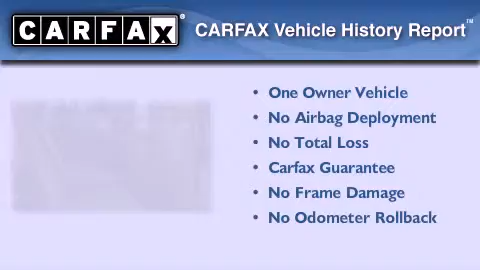 CARFAX® CARFAX Vehicle History Report™
• One Owner Vehicle
• No Airbag Deployment
• No Total Loss
• Carfax Guarantee
• No Frame Damage
• No Odometer Rollback